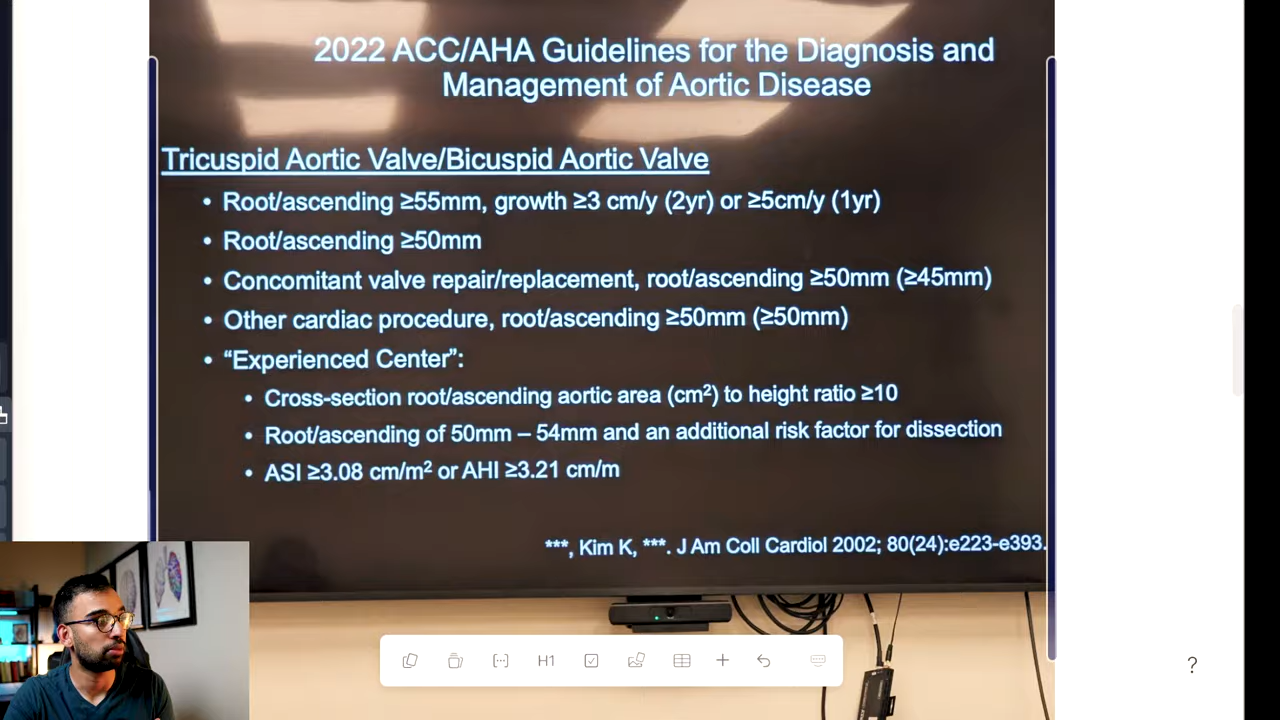 2022 ACC/AHA Guidelines for the Diagnosis and
Management of Aortic Disease
Tricuspid Aortic Valve/Bicuspid Aortic Valve
• Root/ascending ≥55mm, growth ≥3 cm/y (2yr) or ≥5cm/y (1yr)
• Root/ascending ≥50mm
• Concomitant valve repair/replacement, root/ascending ≥50mm (≥45mm)
• Other cardiac procedure, root/ascending ≥50mm (≥50mm)
• “Experienced Center”:
• Cross-section root/ascending aortic area (cm²) to height ratio ≥10
• Root/ascending of 50mm – 54mm and an additional risk factor for dissection
• ASI ≥3.08 cm/m² or AHI ≥3.21 cm/m
***, Kim K, ***. J Am Coll Cardiol 2002; 80(24):e223-e393.
H1
?